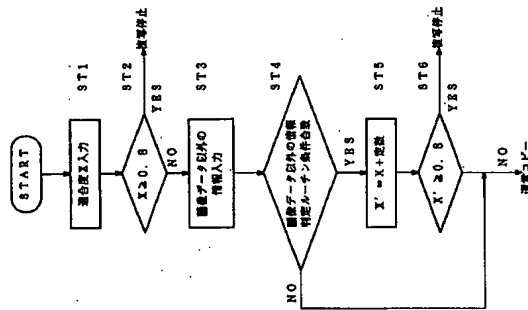 START
適合度X入力
ST1
X≧0.8
ST2
YES
複写停止
NO
画像データ以外の
情報入力
ST3
画像データ以外の情報
判定ルーチン条件合致
ST4
NO
YES
X'=X+定数
ST5
X'≧0.8
ST6
YES
複写停止
NO
通常コピー